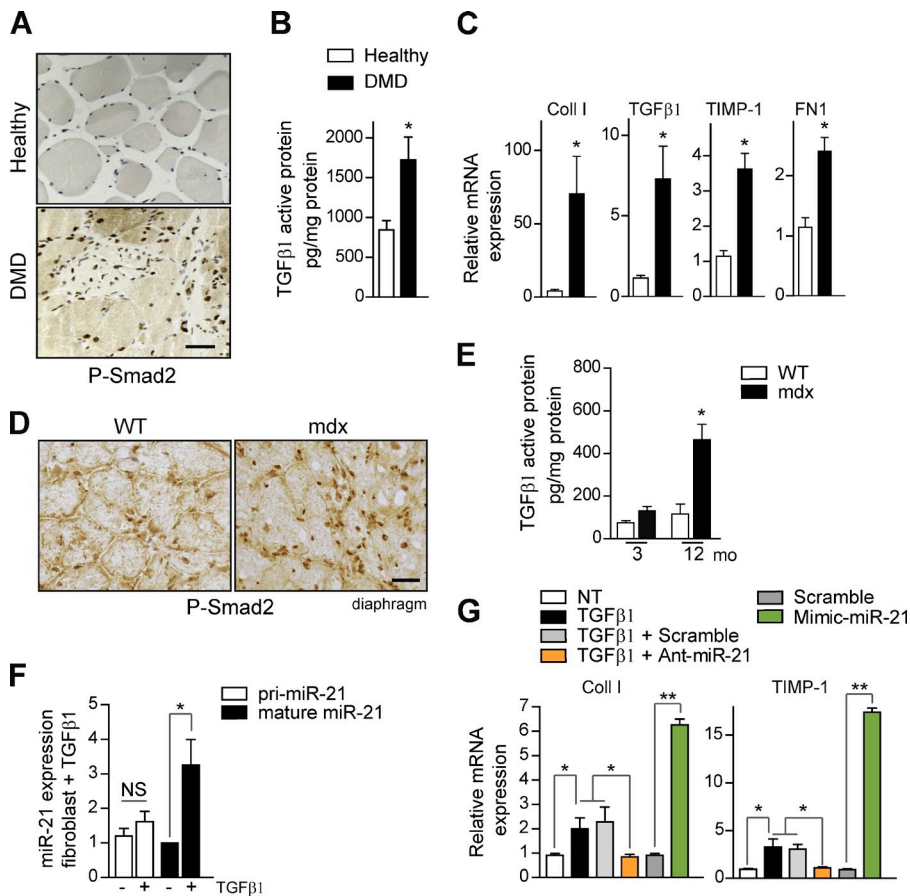 A
Healthy
DMD
P-Smad2
B
Healthy
DMD
TGFβ1 active protein
pg/mg protein
2000
1500
1000
500
0
*
C
Relative mRNA
expression
Coll I
100
50
0
*
TGFβ1
10
5
0
*
TIMP-1
5
4
3
2
1
0
*
FN1
3
2
1
0
*
D
WT
mdx
P-Smad2
diaphragm
E
WT
mdx
TGFβ1 active protein
pg/mg protein
800
600
400
200
0
*
3
12
mo
F
pri-miR-21
mature miR-21
miR-21 expression
fibroblast + TGFβ1
5
4
3
2
1
0
NS
*
- + - + TGFβ1
G
NT
TGFβ1
TGFβ1 + Scramble
TGFβ1 + Ant-miR-21
Scramble
Mimic-miR-21
Relative mRNA
expression
Coll I
7
6
5
4
3
2
1
0
*
*
**
TIMP-1
15
10
5
0
*
*
**